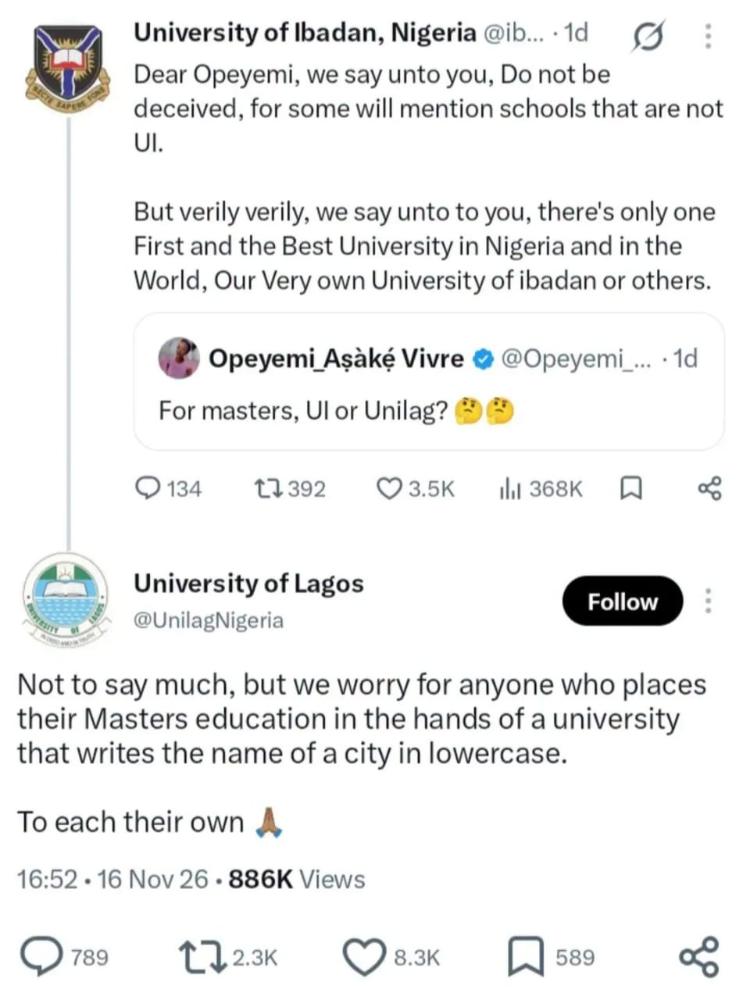 University of Ibadan, Nigeria @ib... · 1d
Dear Opeyemi, we say unto you, Do not be
deceived, for some will mention schools that are not
UI.
But verily verily, we say unto to you, there's only one
First and the Best University in Nigeria and in the
World, Our Very own University of ibadan or others.
Opeyemi_Aṣàkẹ́ Vivre @Opeyemi_... · 1d
For masters, UI or Unilag? 🤔🤔
134 392 3.5K 368K
University of Lagos
@UnilagNigeria
Follow
Not to say much, but we worry for anyone who places
their Masters education in the hands of a university
that writes the name of a city in lowercase.
To each their own 🙏🏾
16:52 · 16 Nov 26 · 886K Views
789 2.3K 8.3K 589